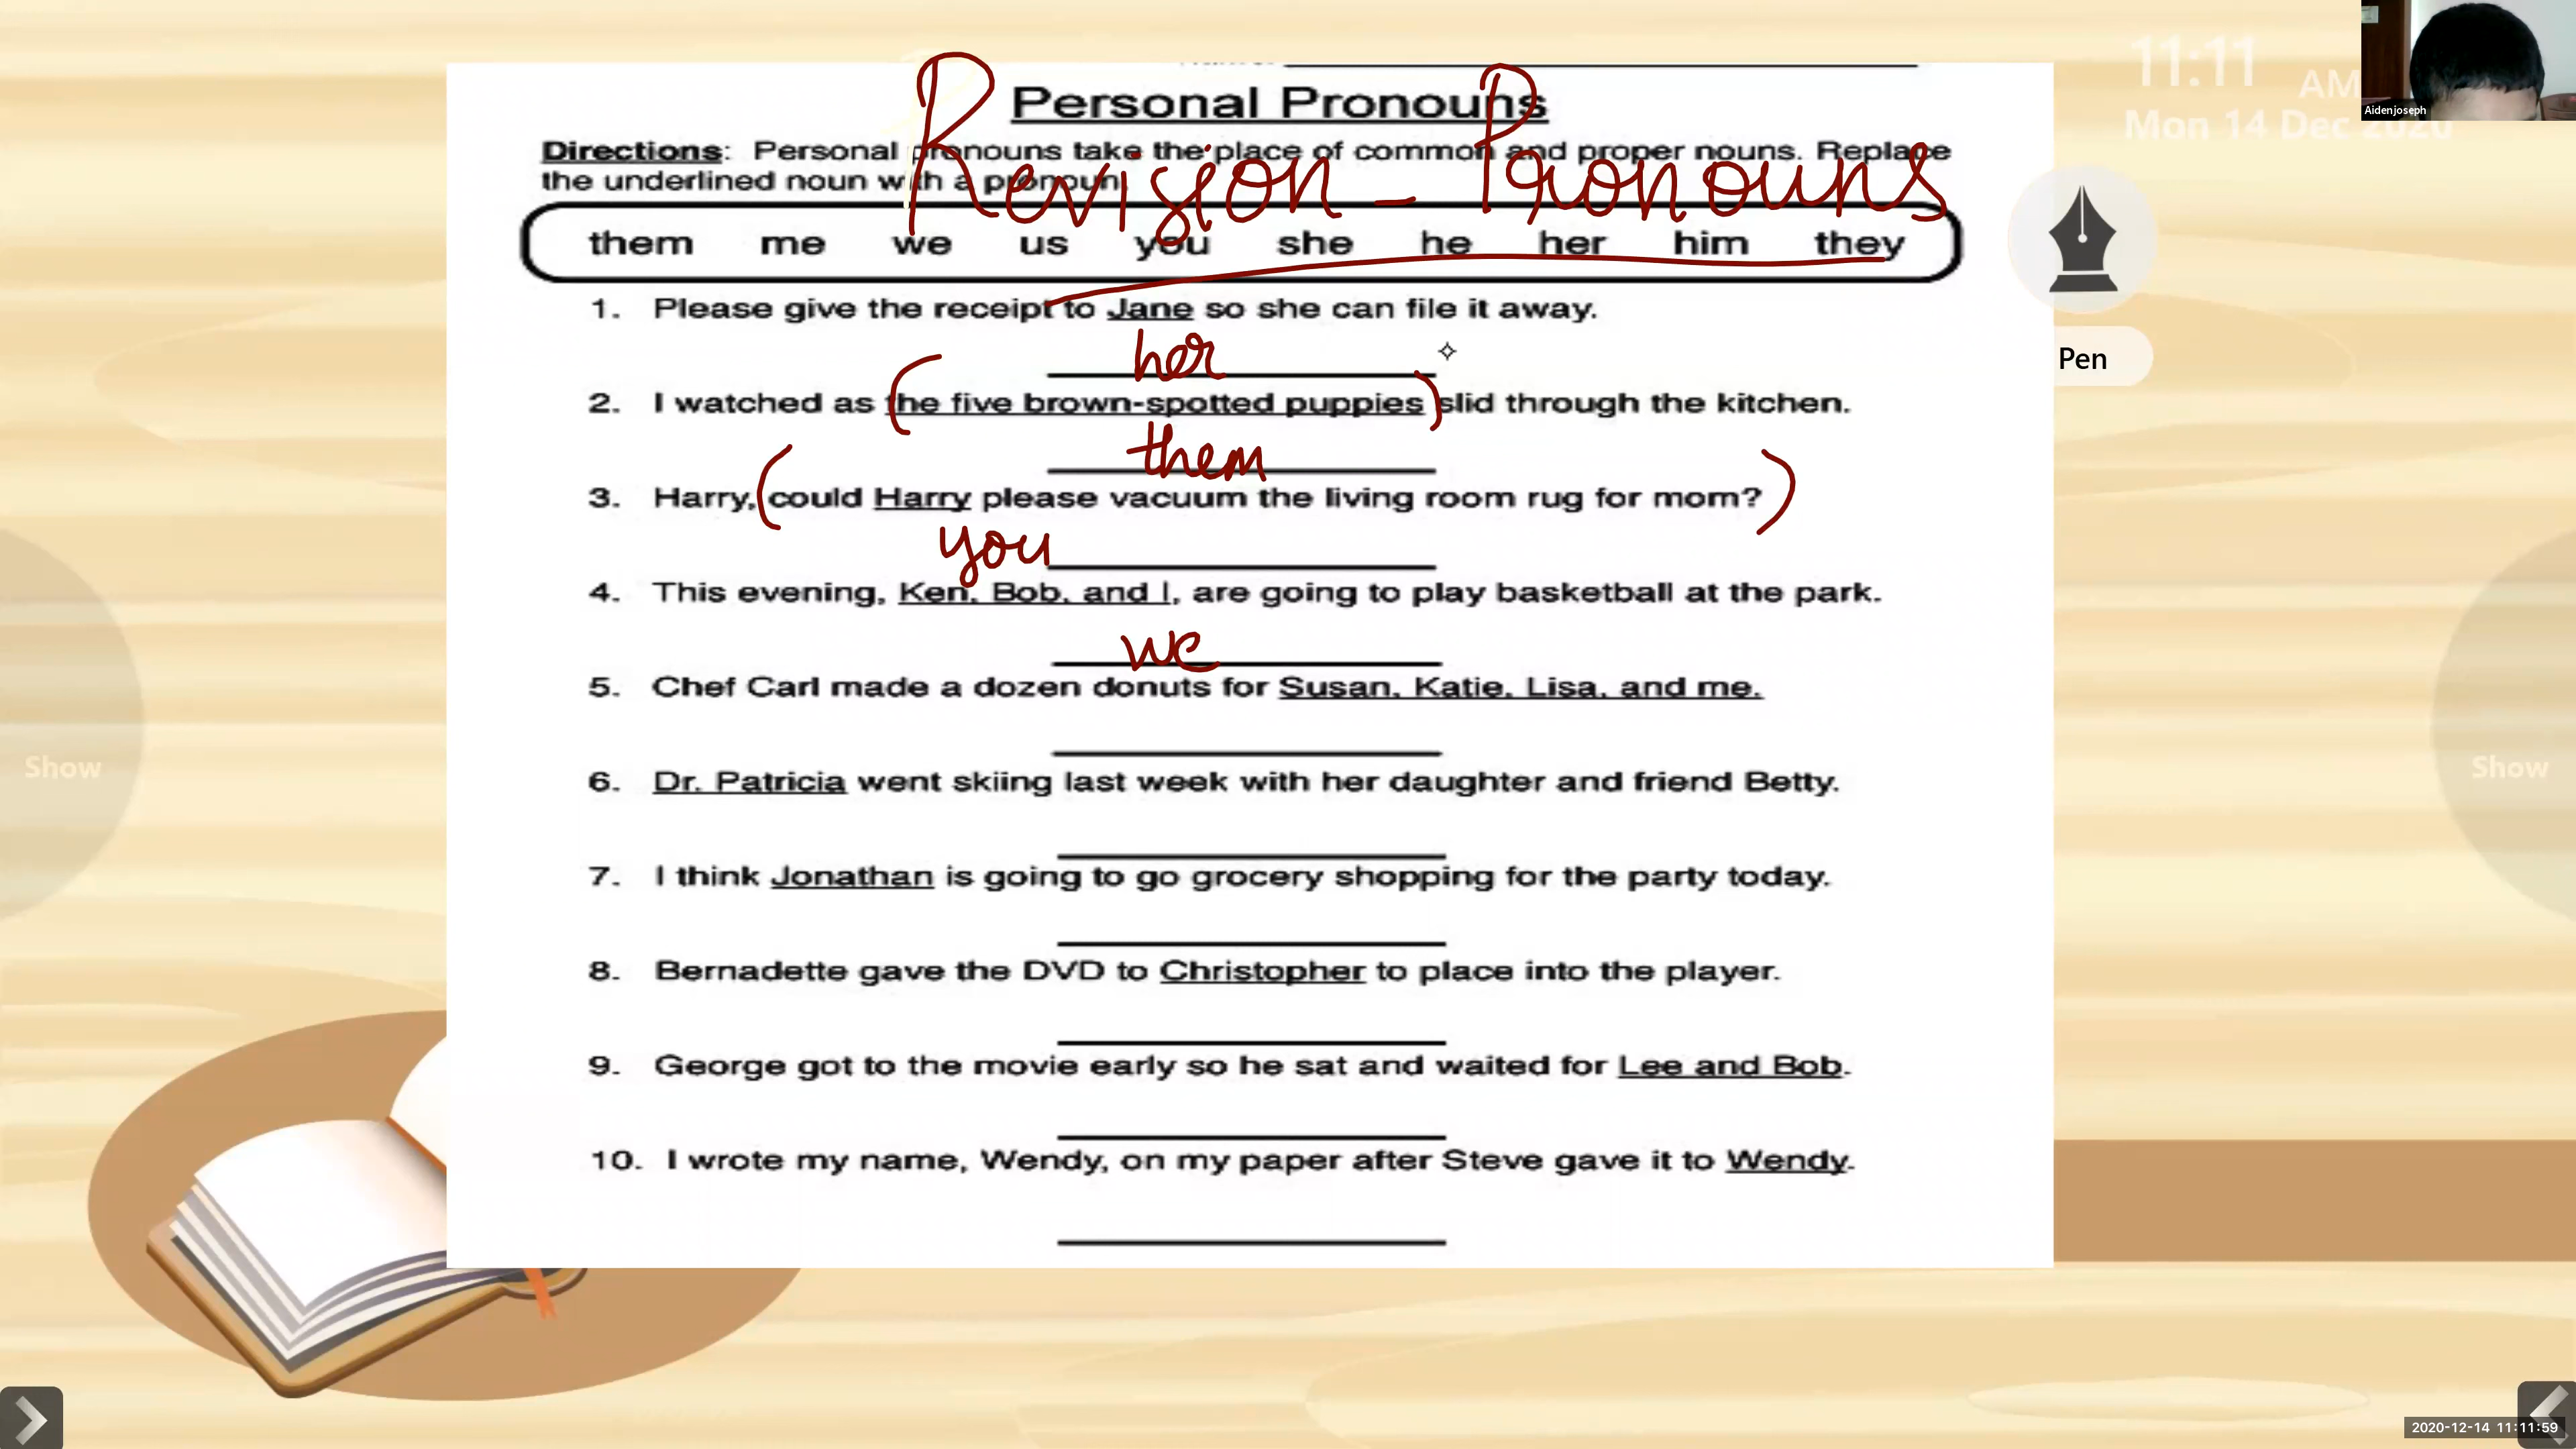 11:11 AM
Mon 14 Dec 2020
Aidenjoseph
Revision - Pronouns
Personal Pronouns
Directions: Personal pronouns take the place of common and proper nouns. Replace
the underlined noun with a pronoun.
them me we us you she he her him they
Pen
1. Please give the receipt to Jane so she can file it away.
her
2. I watched as the five brown-spotted puppies slid through the kitchen.
them
3. Harry, could Harry please vacuum the living room rug for mom?
you
4. This evening, Ken, Bob, and I, are going to play basketball at the park.
we
5. Chef Carl made a dozen donuts for Susan, Katie, Lisa, and me.
Show
Show
6. Dr. Patricia went skiing last week with her daughter and friend Betty.
7. I think Jonathan is going to go grocery shopping for the party today.
8. Bernadette gave the DVD to Christopher to place into the player.
9. George got to the movie early so he sat and waited for Lee and Bob.
10. I wrote my name, Wendy, on my paper after Steve gave it to Wendy.
2020-12-14 11:11:59